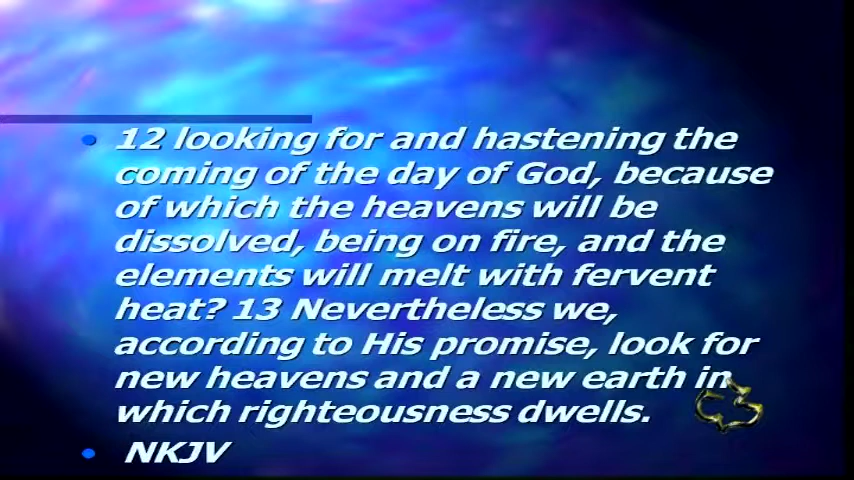 • 12 looking for and hastening the
coming of the day of God, because
of which the heavens will be
dissolved, being on fire, and the
elements will melt with fervent
heat? 13 Nevertheless we,
according to His promise, look for
new heavens and a new earth in
which righteousness dwells.
• NKJV